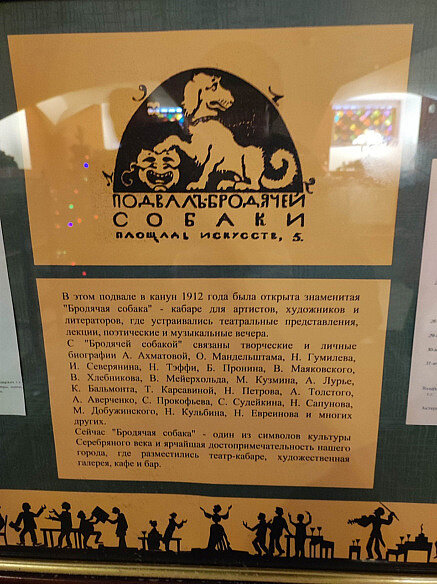 ПОДВАЛЪ БРОДЯЧЕЙ
СОБАКИ
ПЛОЩАДЬ ИСКУССТВ, 5.
В этом подвале в канун 1912 года была открыта знаменитая
"Бродячая собака" - кабаре для артистов, художников и
литераторов, где устраивались театральные представления,
лекции, поэтические и музыкальные вечера.
С "Бродячей собакой" связаны творческие и личные
биографии А. Ахматовой, О. Мандельштама, Н. Гумилева,
И. Северянина, Н. Тэффи, Б. Пронина, В. Маяковского,
В. Хлебникова, В. Мейерхольда, М. Кузмина, А. Лурье,
К. Бальмонта, Т. Карсавиной, Н. Петрова, А. Толстого,
А. Аверченко, С. Прокофьева, С. Судейкина, Н. Сапунова,
М. Добужинского, Н. Кульбина, Н. Евреинова и многих
других.
Сейчас "Бродячая собака" - один из символов культуры
Серебряного века и ярчайшая достопримечательность нашего
города, где разместились театр-кабаре, художественная
галерея, кафе и бар.